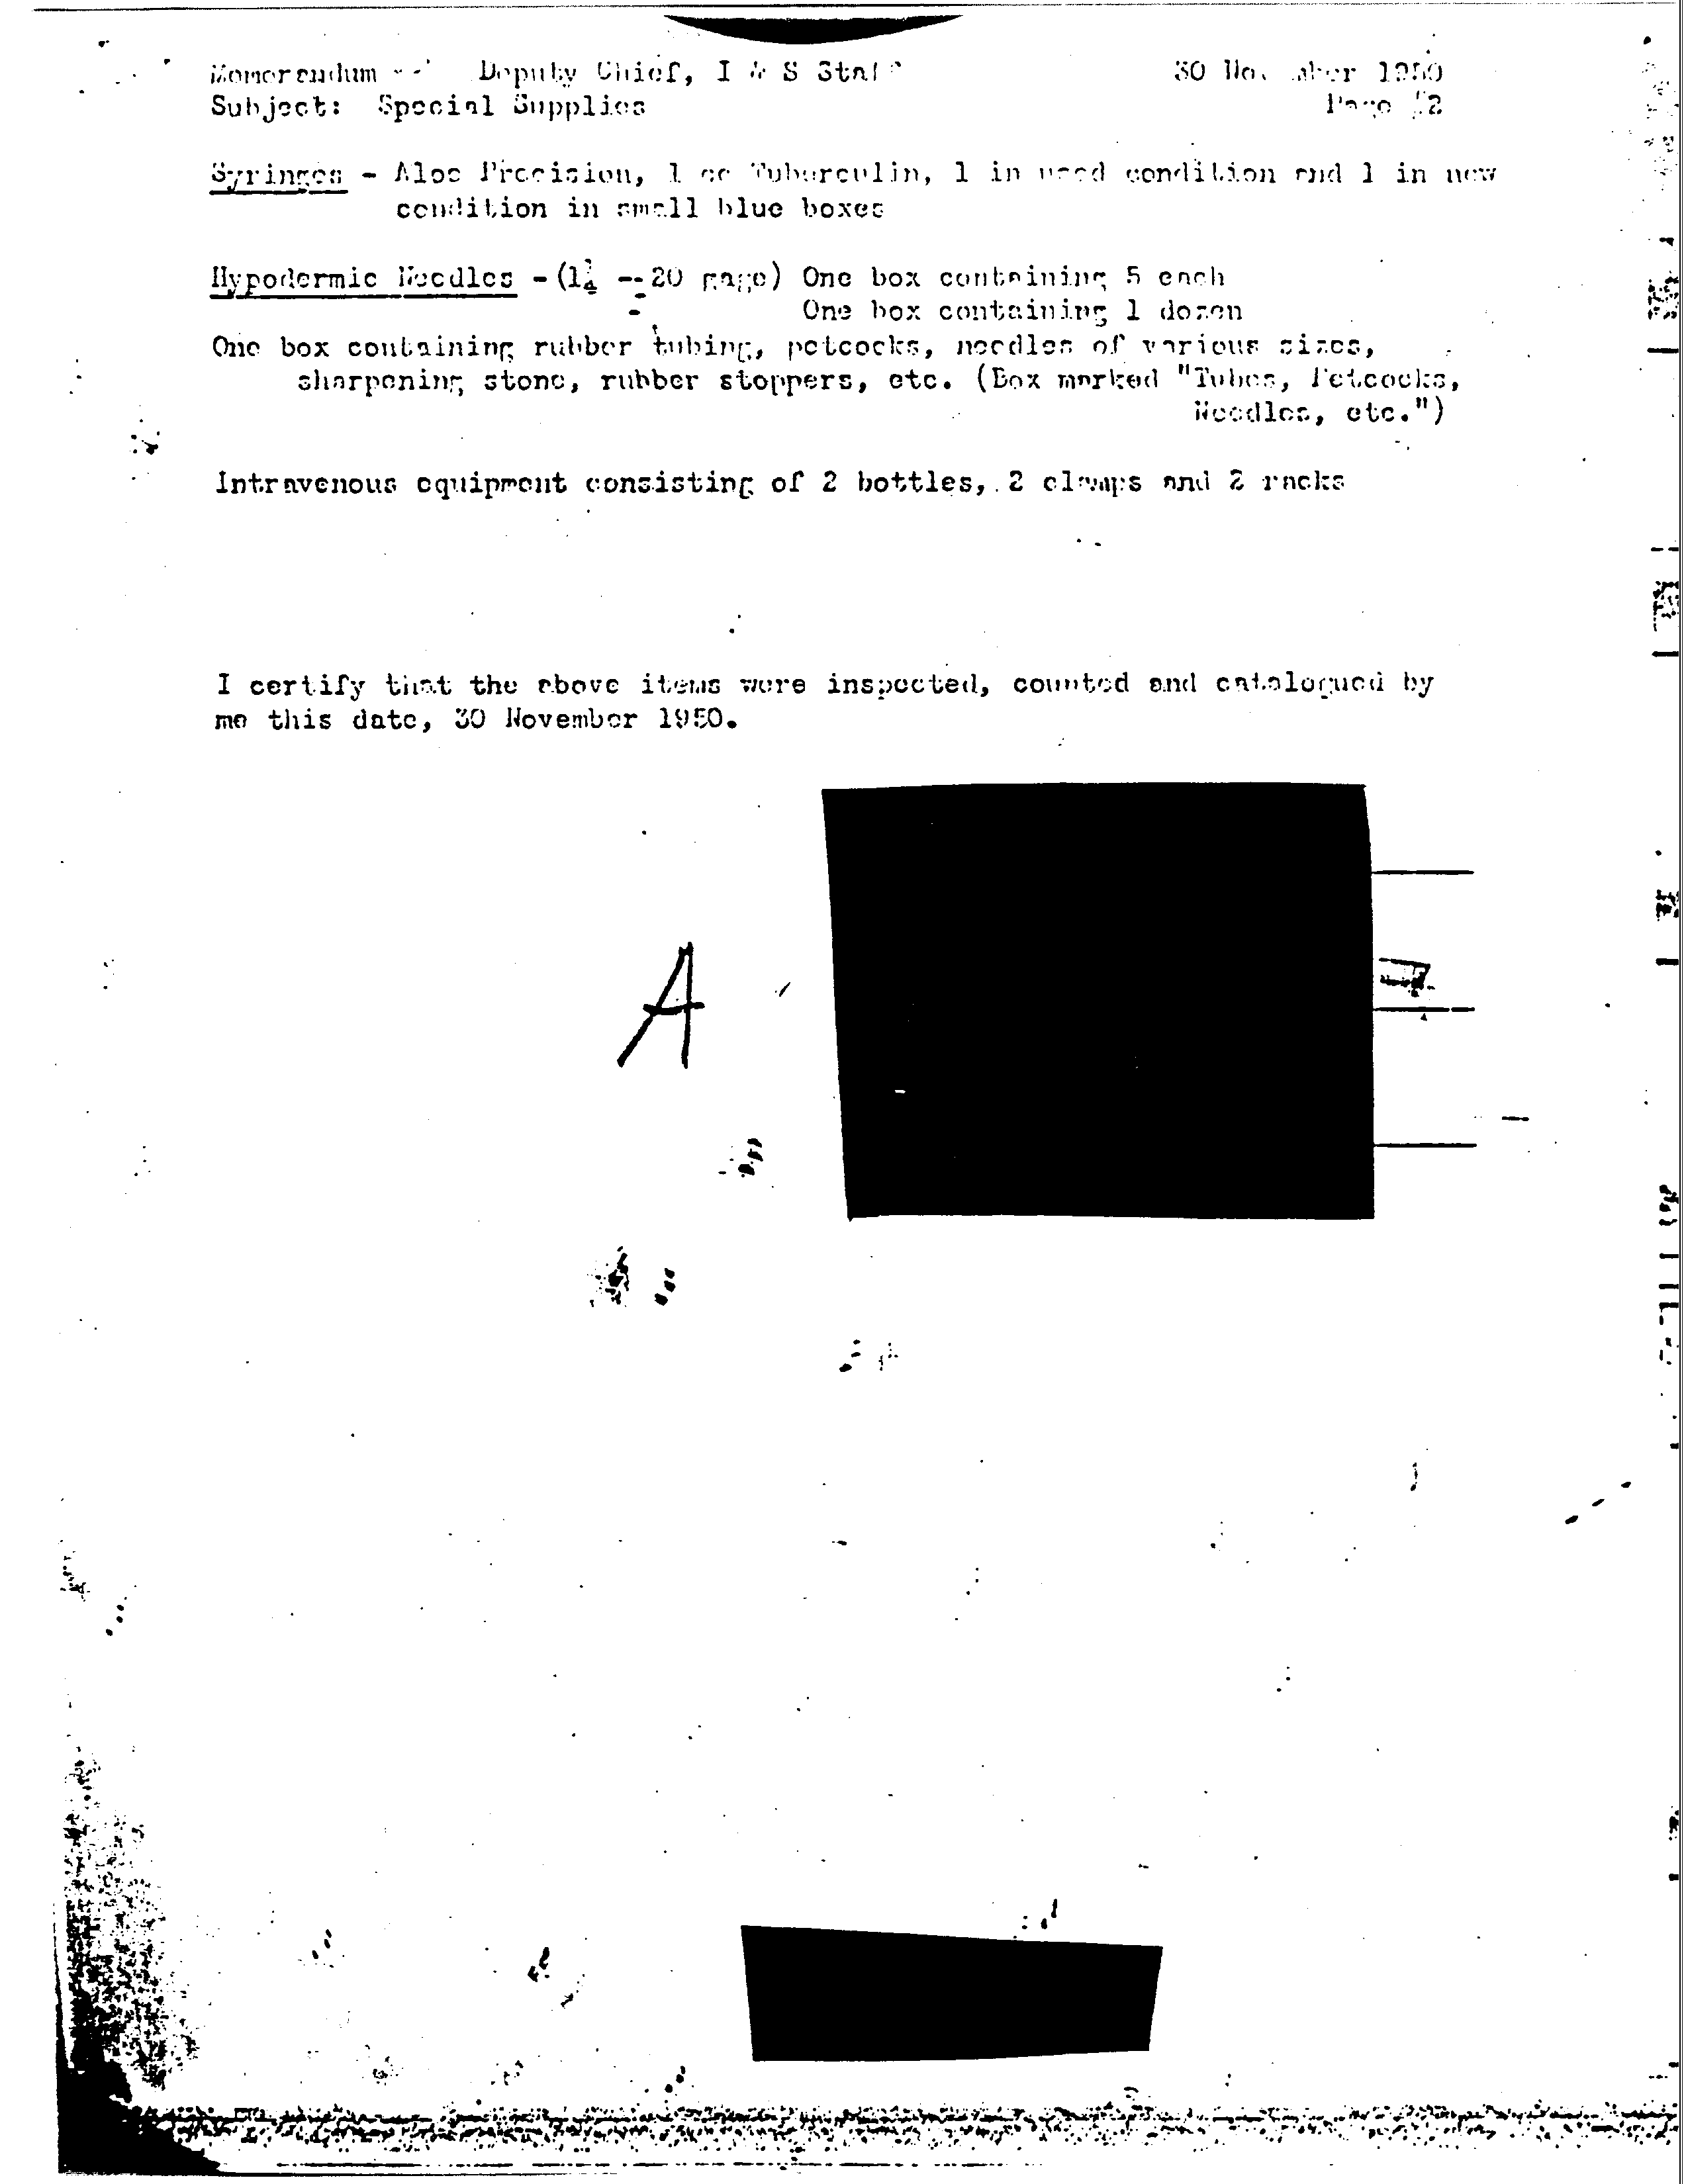 Memorandum -- Deputy Chief, I & S Staff 30 November 1950
Subject: Special Supplies Page #2
Syringes - Aloe Precision, 1 cc Tuberculin, 1 in used condition and 1 in new
condition in small blue boxes
Hypodermic Needles - (1¼ -- 20 gage) One box containing 5 each
One box containing 1 dozen
One box containing rubber tubing, petcocks, needles of various sizes,
sharpening stone, rubber stoppers, etc. (Box marked "Tubes, Petcocks,
Needles, etc.")
Intravenous equipment consisting of 2 bottles, 2 clamps and 2 racks
I certify that the above items were inspected, counted and catalogued by
me this date, 30 November 1950.
A